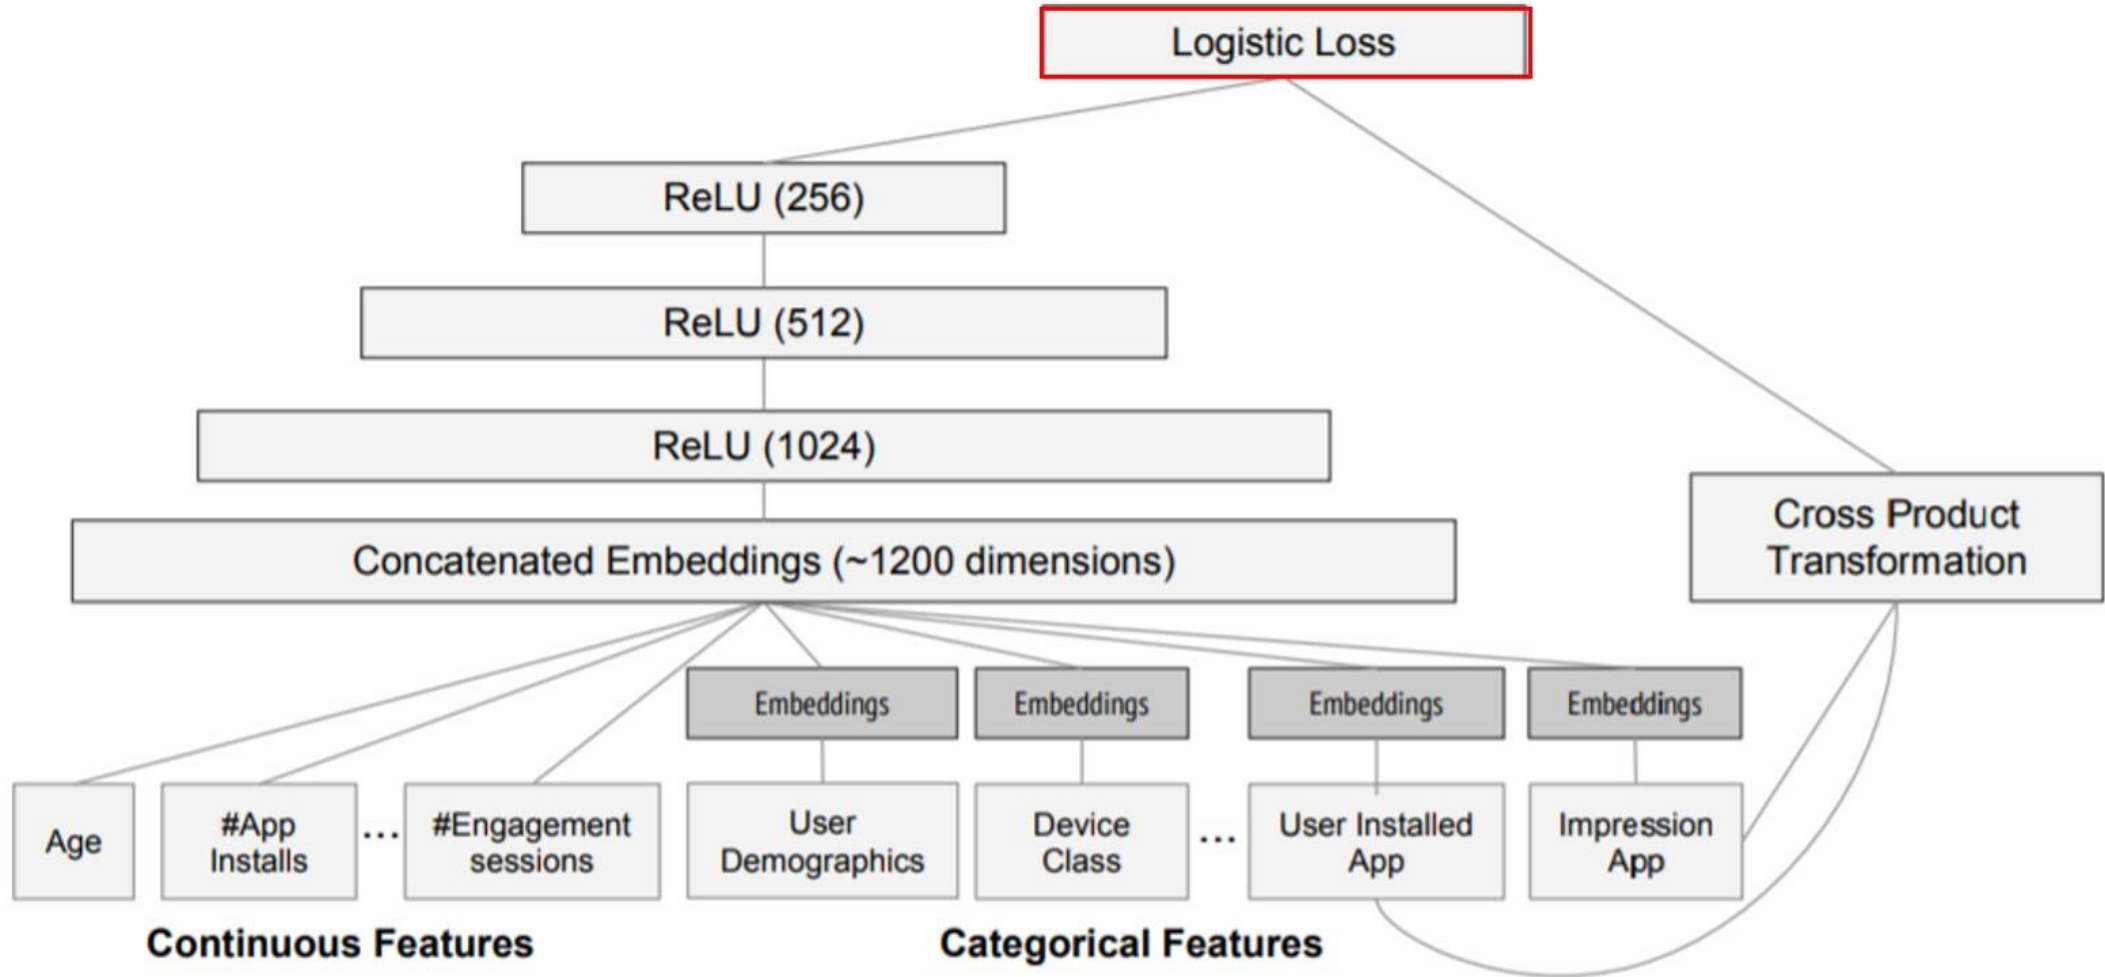 Logistic Loss
ReLU (256)
ReLU (512)
ReLU (1024)
Concatenated Embeddings (~1200 dimensions)
Cross Product
Transformation
Embeddings
Embeddings
Embeddings
Embeddings
Age
#App
Installs
...
#Engagement
sessions
User
Demographics
Device
Class
...
User Installed
App
Impression
App
Continuous Features
Categorical Features